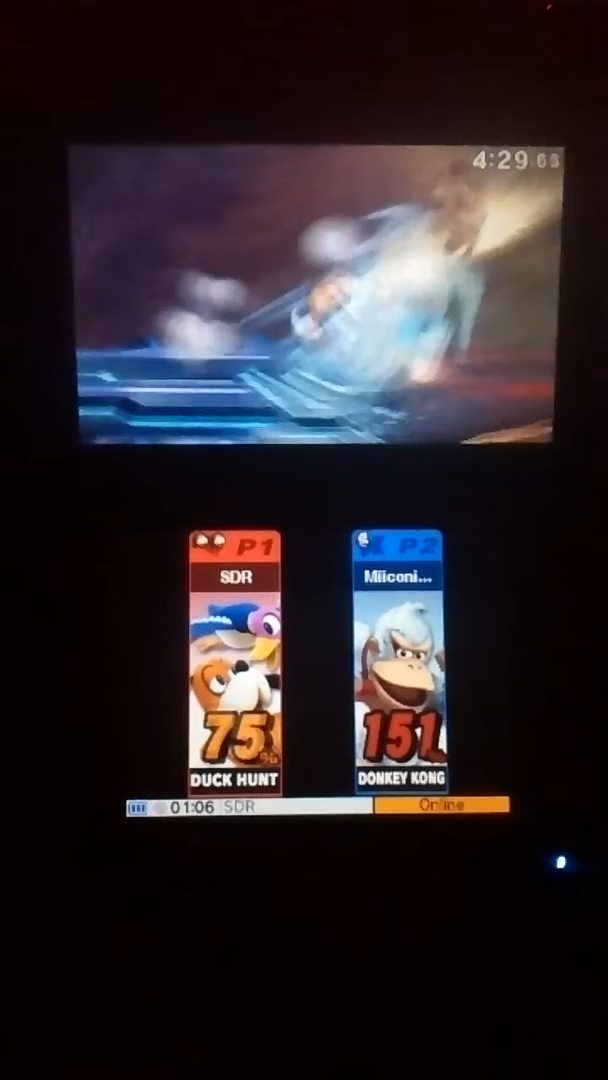 4:29 68
P1
P2
SDR
Miiconi...
75%
151%
DUCK HUNT
DONKEY KONG
01:06 SDR
Online